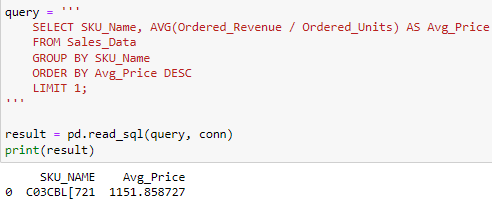 query = '''
SELECT SKU_Name, AVG(Ordered_Revenue / Ordered_Units) AS Avg_Price
FROM Sales_Data
GROUP BY SKU_Name
ORDER BY Avg_Price DESC
LIMIT 1;
'''
result = pd.read_sql(query, conn)
print(result)
SKU_NAME Avg_Price
0 C03CBL[721 1151.858727